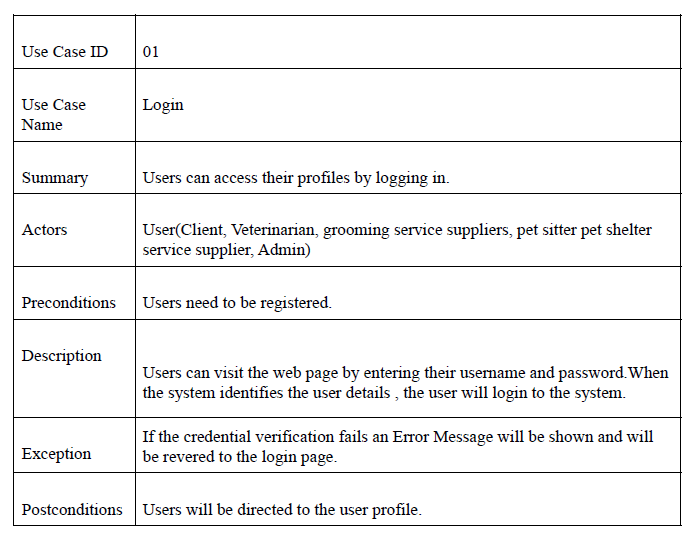 Use Case ID 01
Use Case Name Login
Summary Users can access their profiles by logging in.
Actors User(Client, Veterinarian, grooming service suppliers, pet sitter pet shelter
service supplier, Admin)
Preconditions Users need to be registered.
Description
Users can visit the web page by entering their username and password.When
the system identifies the user details , the user will login to the system.
Exception If the credential verification fails an Error Message will be shown and will
be revered to the login page.
Postconditions Users will be directed to the user profile.